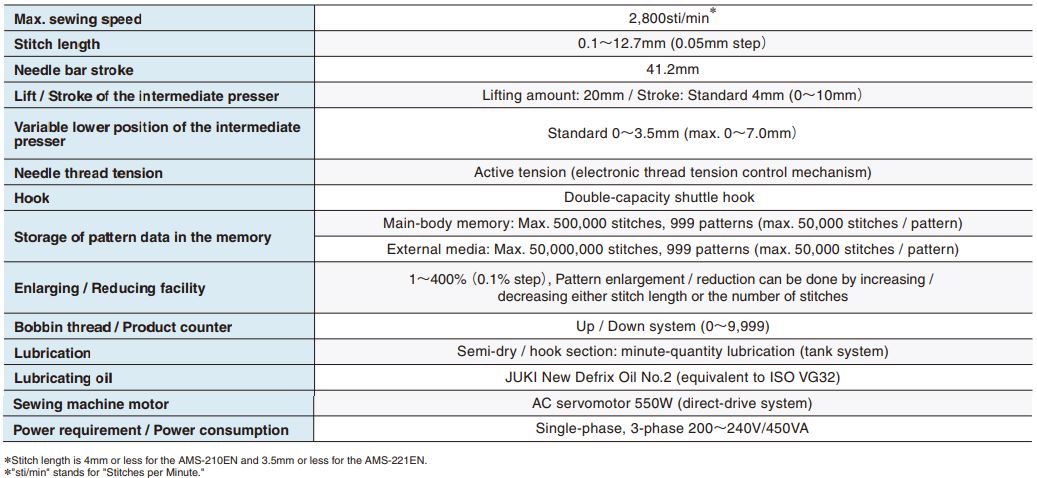 Max. sewing speed
2,800sti/min*
Stitch length
0.1～12.7mm (0.05mm step)
Needle bar stroke
41.2mm
Lift / Stroke of the intermediate presser
Lifting amount: 20mm / Stroke: Standard 4mm (0～10mm)
Variable lower position of the intermediate
presser
Standard 0～3.5mm (max. 0～7.0mm)
Needle thread tension
Active tension (electronic thread tension control mechanism)
Hook
Double-capacity shuttle hook
Storage of pattern data in the memory
Main-body memory: Max. 500,000 stitches, 999 patterns (max. 50,000 stitches / pattern)
External media: Max. 50,000,000 stitches, 999 patterns (max. 50,000 stitches / pattern)
Enlarging / Reducing facility
1～400% (0.1% step), Pattern enlargement / reduction can be done by increasing /
decreasing either stitch length or the number of stitches
Bobbin thread / Product counter
Up / Down system (0～9,999)
Lubrication
Semi-dry / hook section: minute-quantity lubrication (tank system)
Lubricating oil
JUKI New Defrix Oil No.2 (equivalent to ISO VG32)
Sewing machine motor
AC servomotor 550W (direct-drive system)
Power requirement / Power consumption
Single-phase, 3-phase 200～240V/450VA
*Stitch length is 4mm or less for the AMS-210EN and 3.5mm or less for the AMS-221EN.
*"sti/min" stands for "Stitches per Minute."